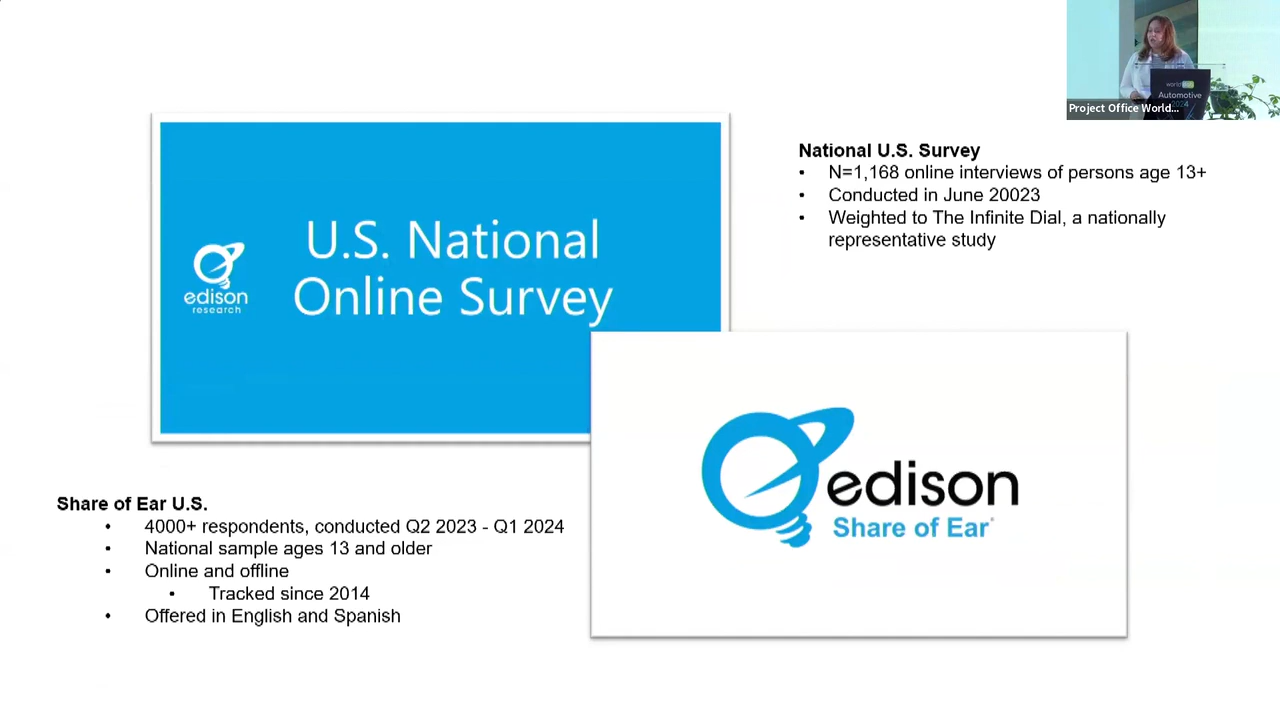 Automotive
2024
Project Office World...
National U.S. Survey
• N=1,168 online interviews of persons age 13+
• Conducted in June 20023
• Weighted to The Infinite Dial, a nationally
representative study
U.S. National
Online Survey
edison
research
edison
Share of Ear
Share of Ear U.S.
• 4000+ respondents, conducted Q2 2023 - Q1 2024
• National sample ages 13 and older
• Online and offline
• Tracked since 2014
• Offered in English and Spanish